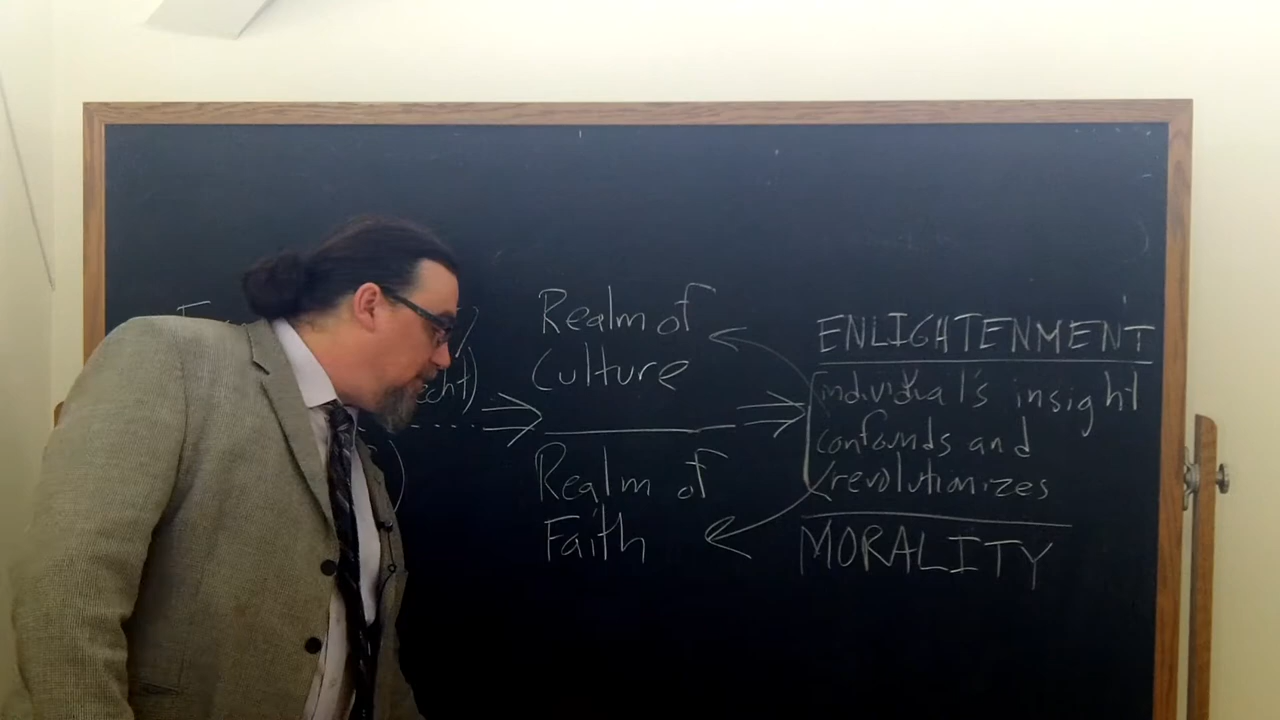 Realm of
Culture
Realm of
Faith
ENLIGHTENMENT
individual's insight
confounds and
revolutionizes
MORALITY